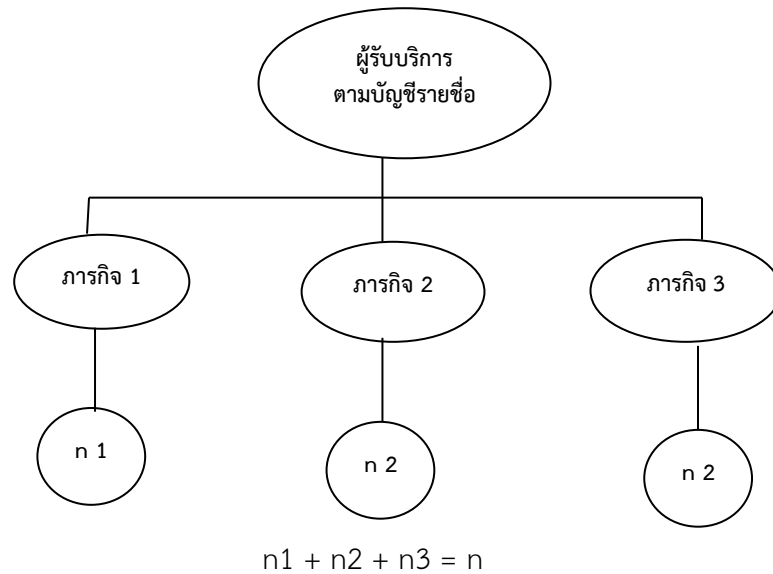 ผู้รับบริการ
ตามบัญชีรายชื่อ
ภารกิจ 1
ภารกิจ 2
ภารกิจ 3
n 1
n 2
n 2
n1 + n2 + n3 = n